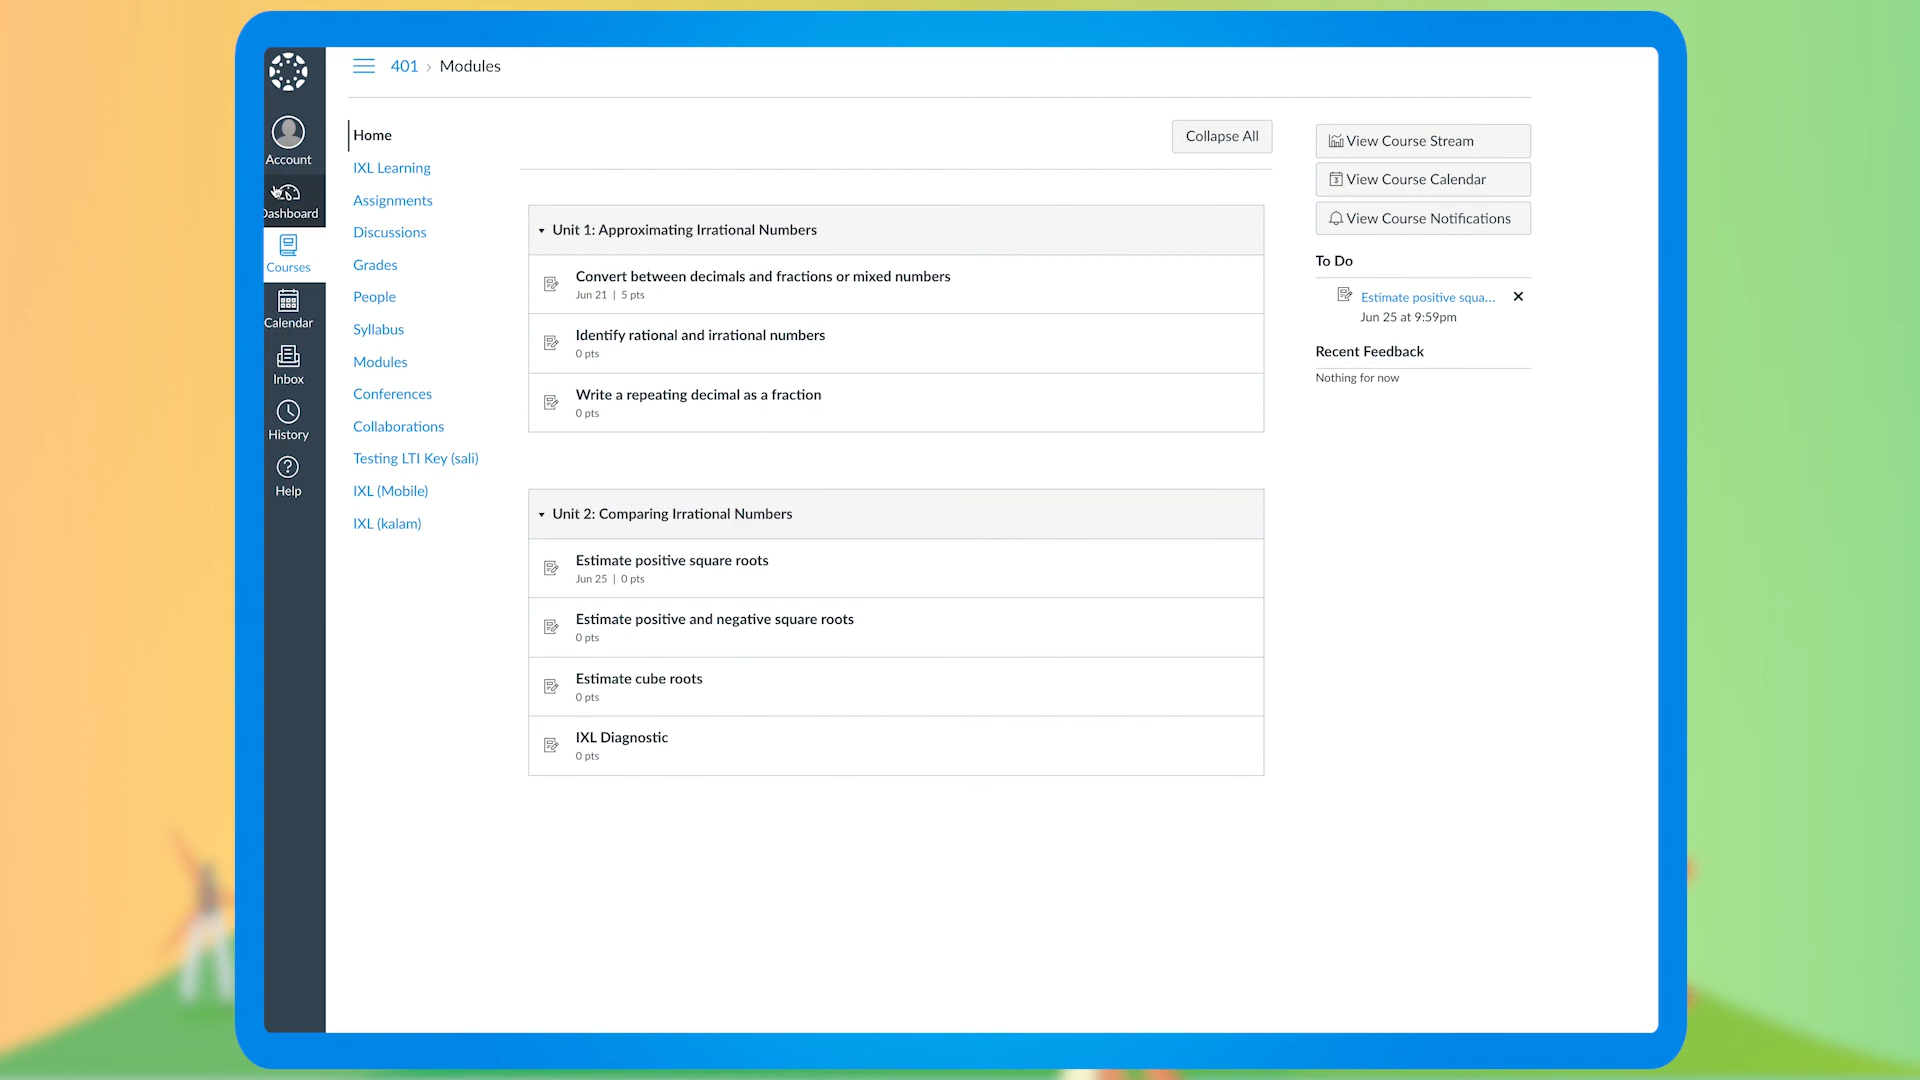 401 › Modules
Account
Dashboard
Courses
Calendar
Inbox
History
Help
Home
IXL Learning
Assignments
Discussions
Grades
People
Syllabus
Modules
Conferences
Collaborations
Testing LTI Key (sali)
IXL (Mobile)
IXL (kalam)
Collapse All
Unit 1: Approximating Irrational Numbers
Convert between decimals and fractions or mixed numbers
Jun 21 | 5 pts
Identify rational and irrational numbers
0 pts
Write a repeating decimal as a fraction
0 pts
Unit 2: Comparing Irrational Numbers
Estimate positive square roots
Jun 25 | 0 pts
Estimate positive and negative square roots
0 pts
Estimate cube roots
0 pts
IXL Diagnostic
0 pts
View Course Stream
View Course Calendar
View Course Notifications
To Do
Estimate positive squa...
Jun 25 at 9:59pm
Recent Feedback
Nothing for now